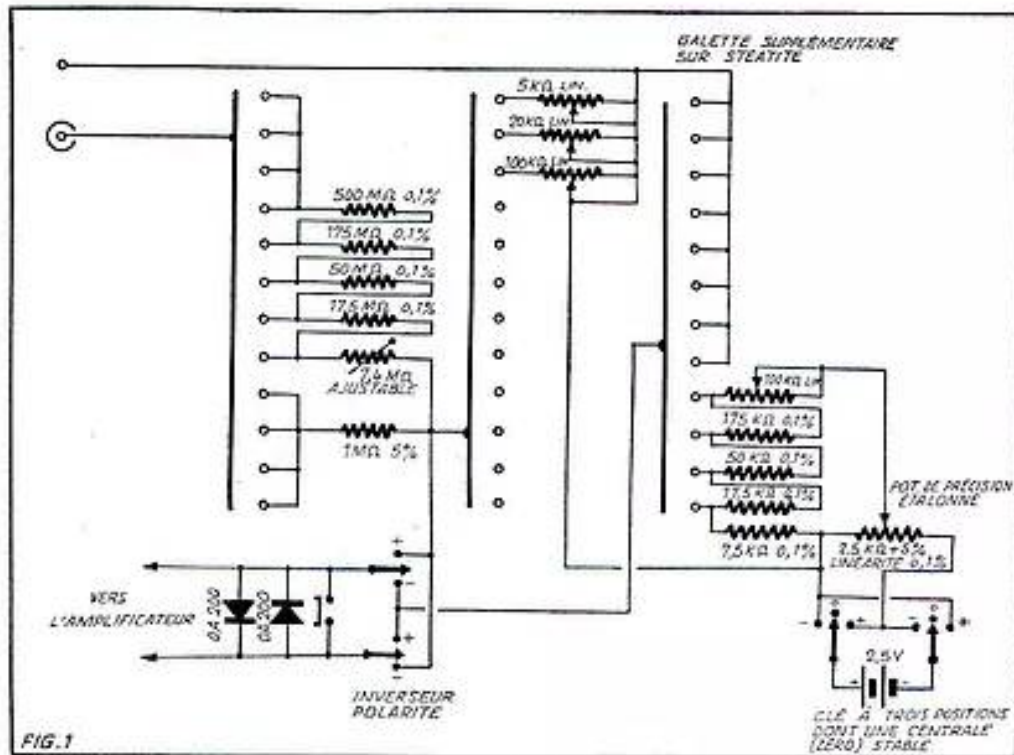 GALETTE SUPPLÉMENTAIRE
SUR STÉATITE
5KΩ LIN.
20KΩ LIN
100KΩ LIN
500 MΩ 0,1%
175 MΩ 0,1%
50 MΩ 0,1%
17,5 MΩ 0,1%
7,4 MΩ
AJUSTABLE
1MΩ 5%
100KΩ LIN
175 KΩ 0,1%
50 KΩ 0,1%
17,5 KΩ 0,1%
7,5KΩ 0,1%
POT. DE PRÉCISION
ÉTALONNÉ
2,5 KΩ ± 5%
LINÉARITÉ 0,1%
+
-
+
-
VERS
L'AMPLIFICATEUR
OA 200
OA 200
INVERSEUR
POLARITÉ
- 0 + - 0 +
2,5V
+ -
CLÉ À TROIS POSITIONS
DONT UNE CENTRALE
(ZÉRO) STABLE
FIG.1